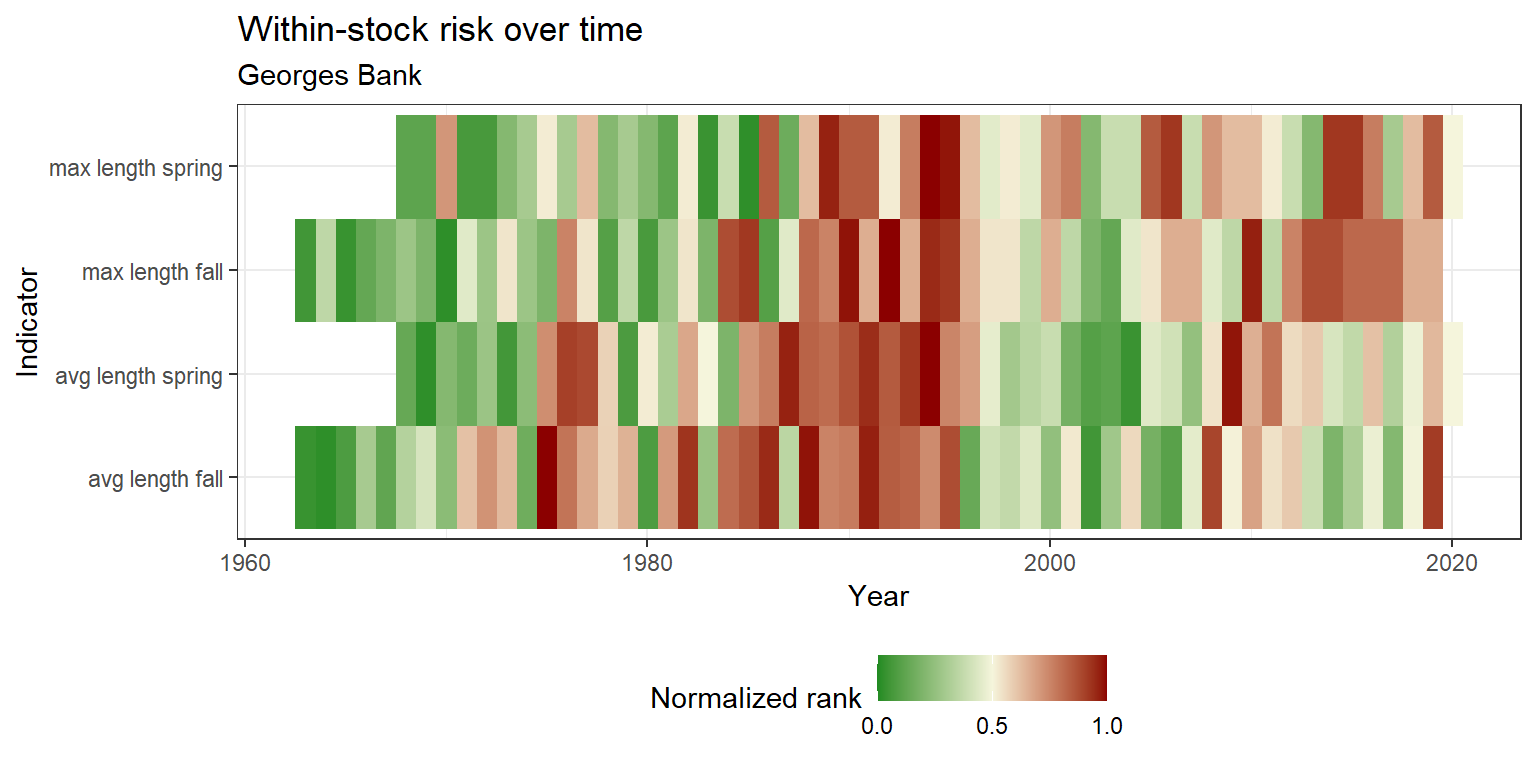 Within-stock risk over time
Georges Bank
Indicator
max length spring
max length fall
avg length spring
avg length fall
1960 1980 2000 2020
Year
Normalized rank
0.0 0.5 1.0